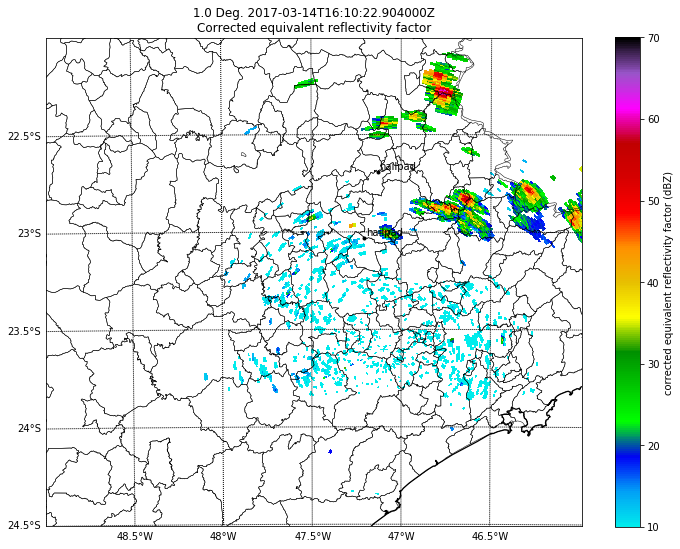 1.0 Deg. 2017-03-14T16:10:22.904000Z
Corrected equivalent reflectivity factor
70
60
50
40
30
20
10
corrected equivalent reflectivity factor (dBZ)
22.5°S
23°S
23.5°S
24°S
24.5°S
48.5°W
48°W
47.5°W
47°W
46.5°W